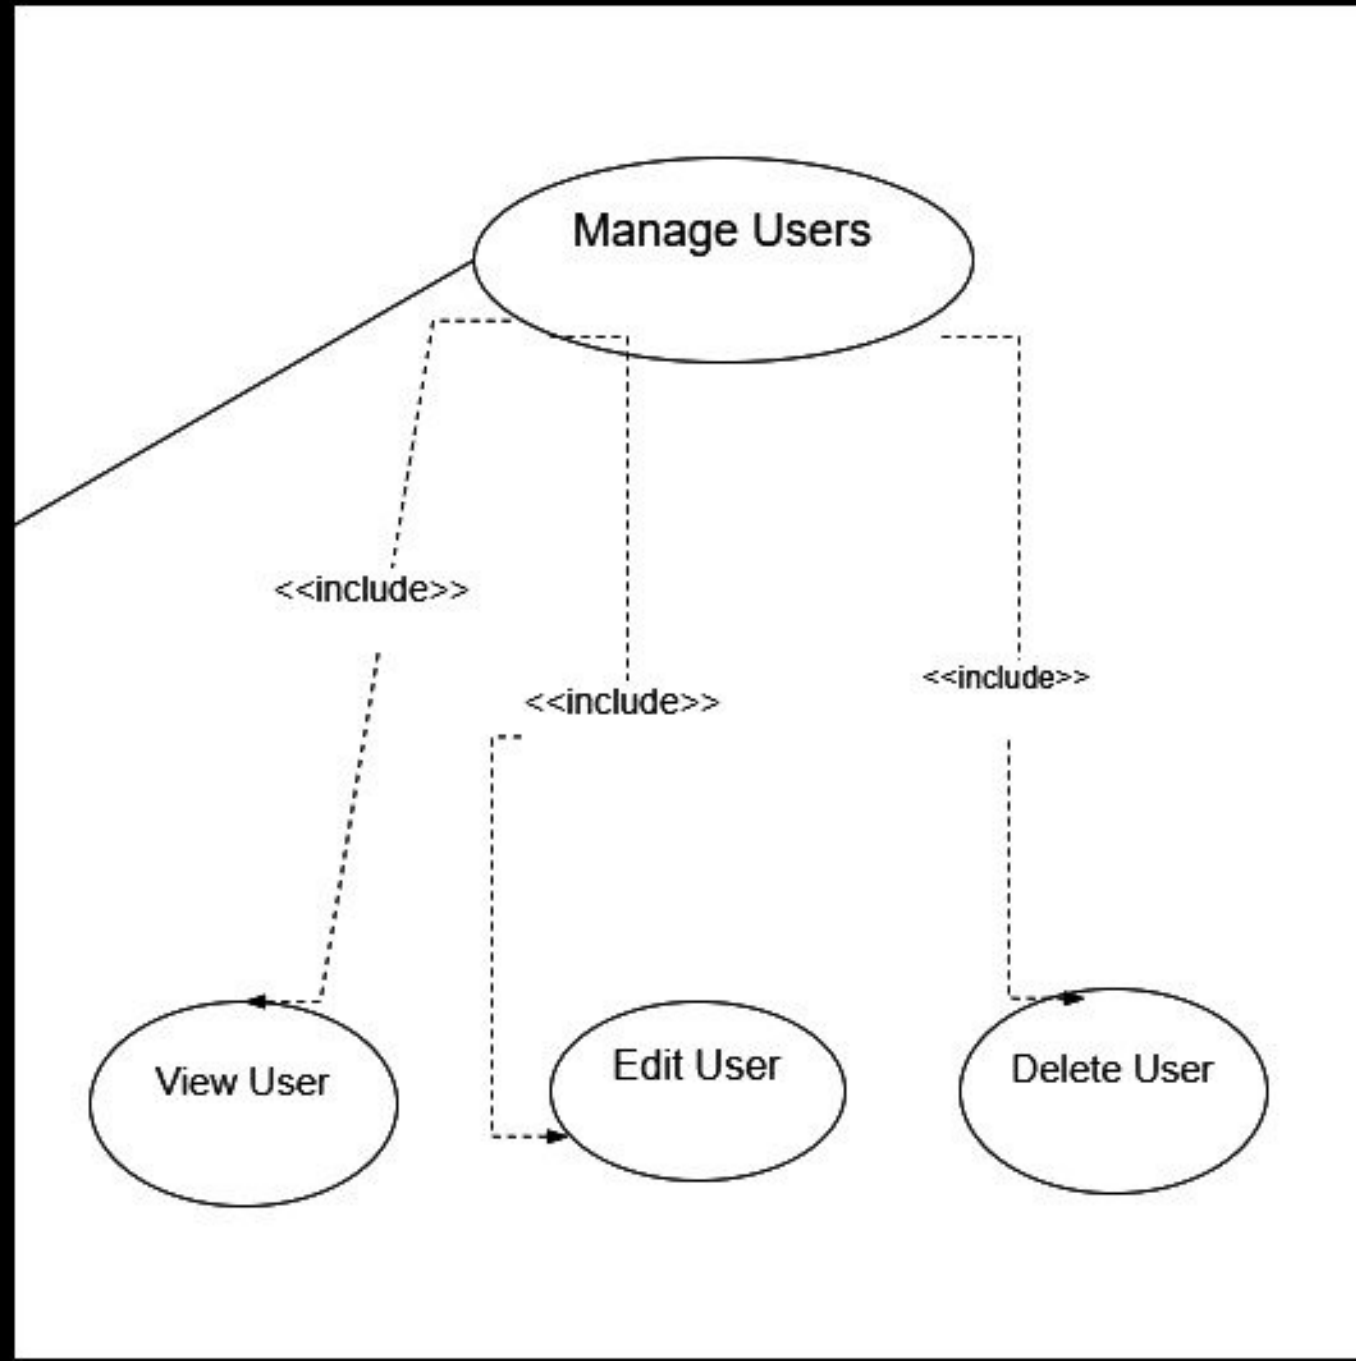 Manage Users
<<include>>
<<include>>
<<include>>
View User
Edit User
Delete User